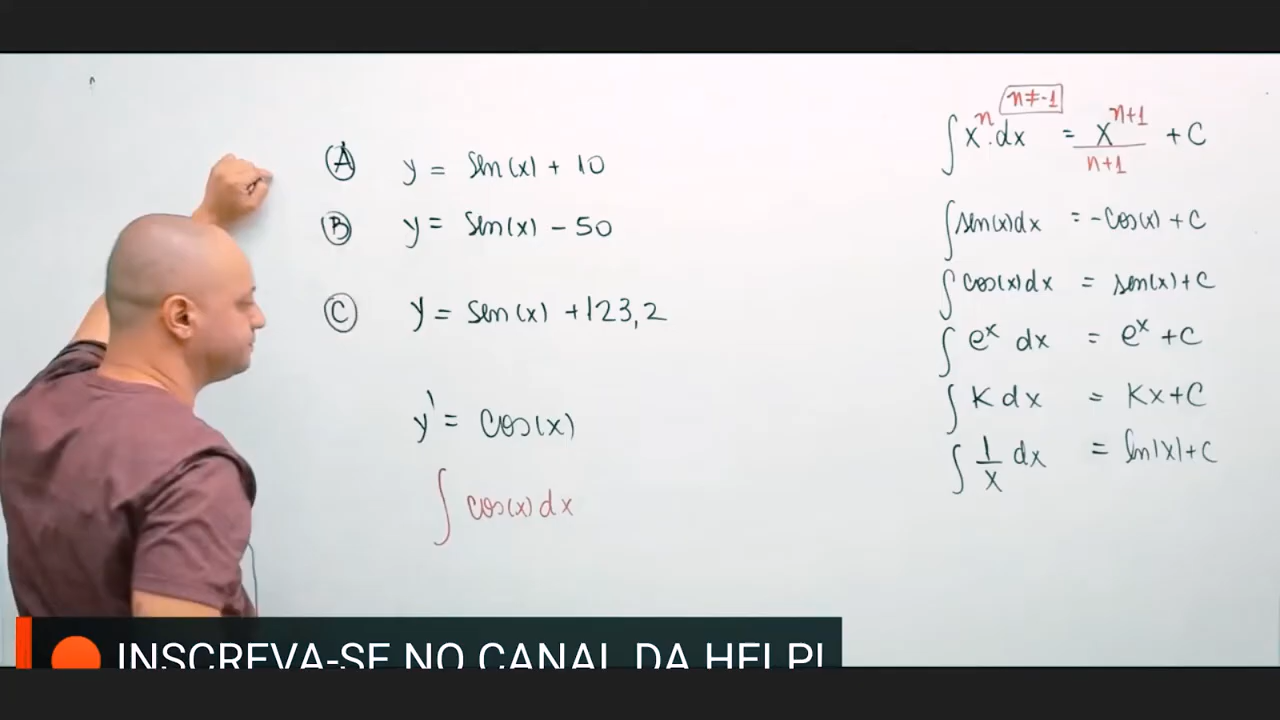 Ⓐ y = sen(x) + 10
Ⓑ y = sen(x) - 50
Ⓒ y = sen(x) + 123,2
y' = cos(x)
∫ cos(x) dx
n ≠ -1
∫ x^n . dx = x^(n+1)/(n+1) + C
∫ sen(x) dx = -cos(x) + C
∫ cos(x) dx = sen(x) + C
∫ e^x dx = e^x + C
∫ K dx = Kx + C
∫ 1/x dx = ln|x| + C
INSCREVA-SE NO CANAL DA HELP!